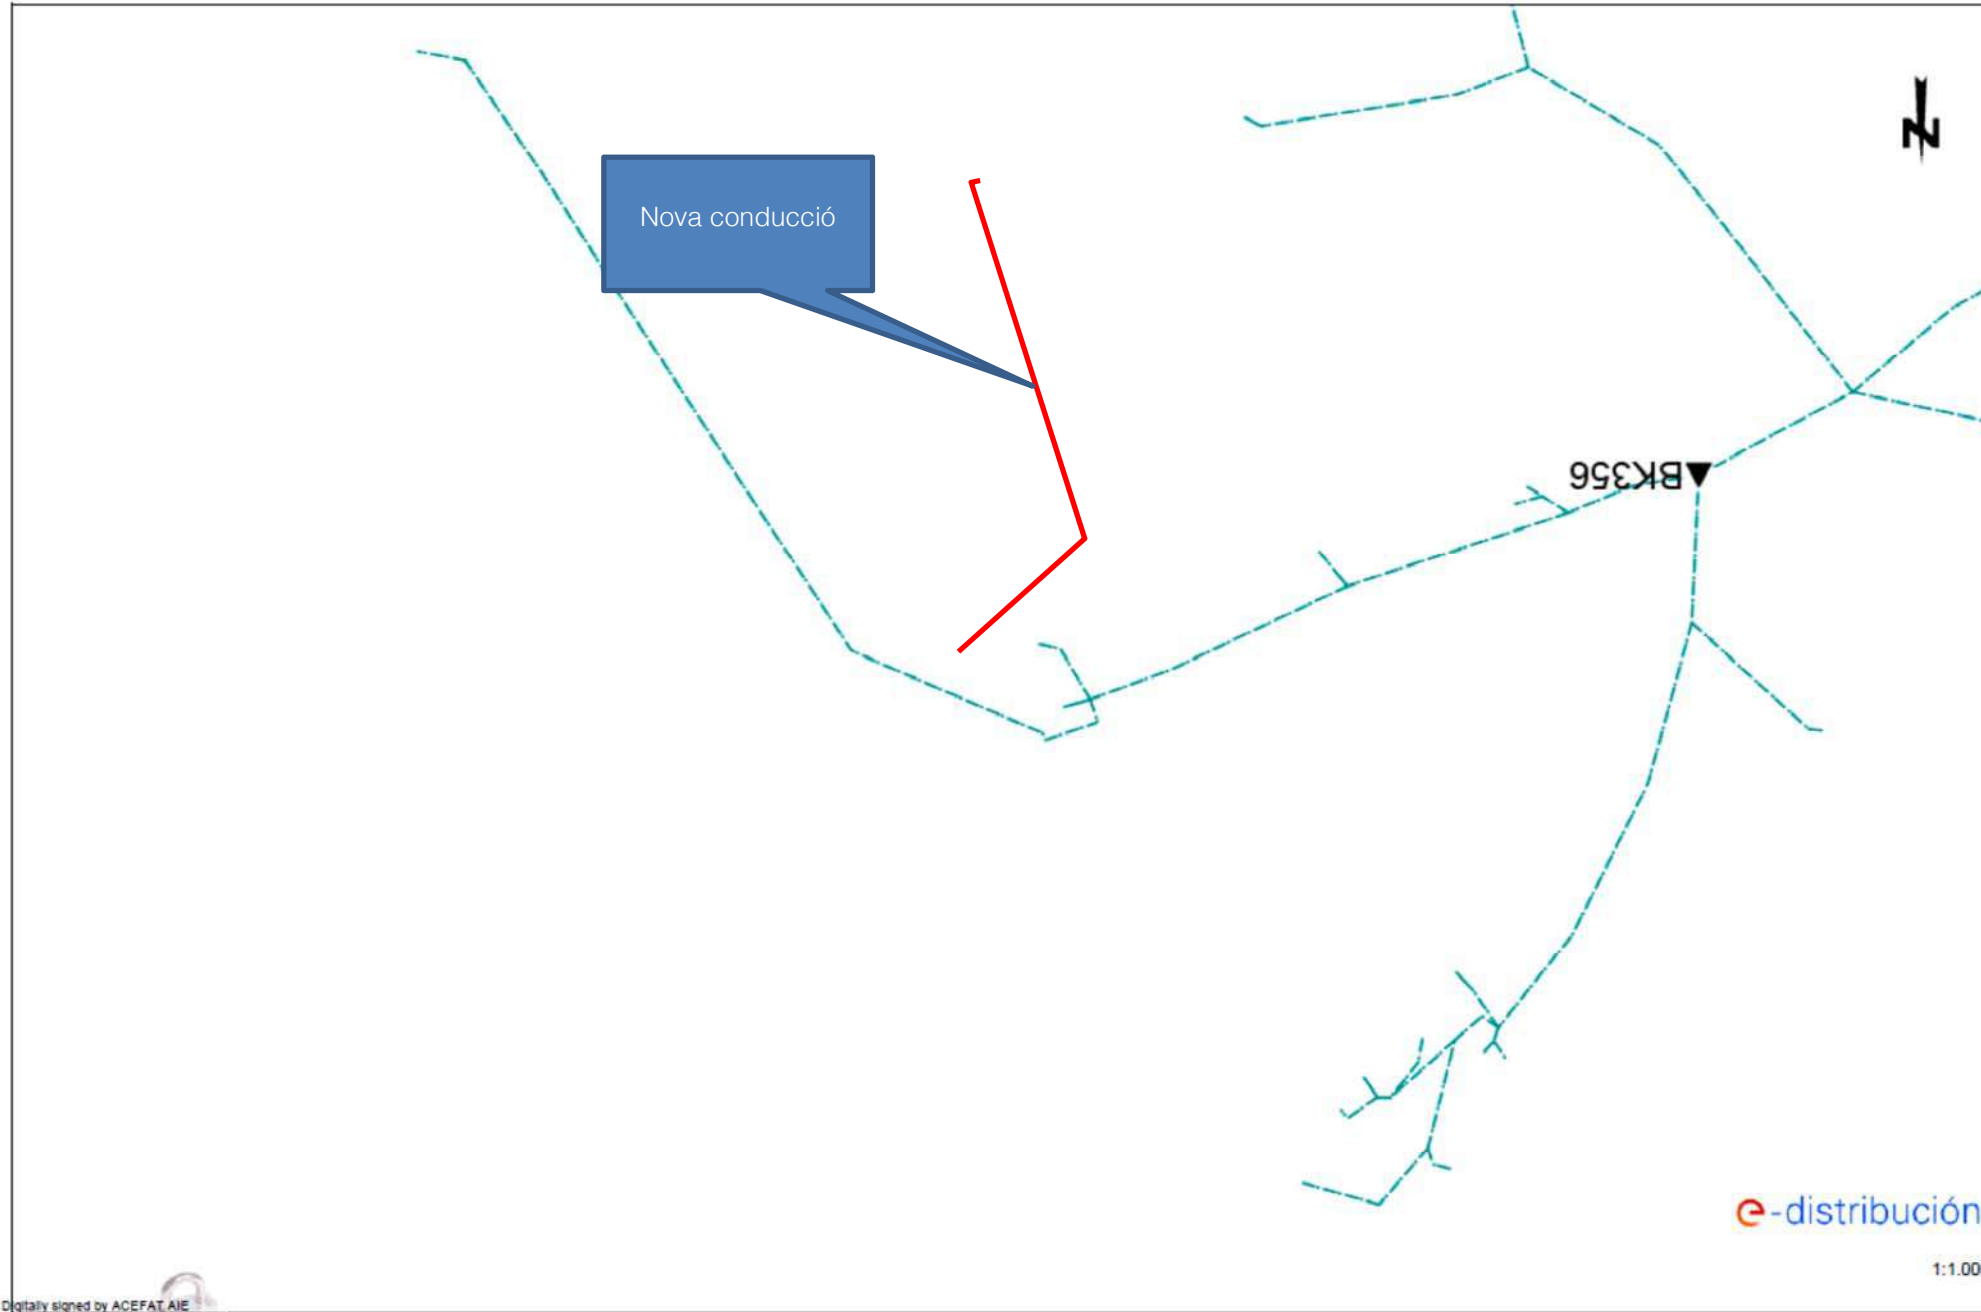 N
Nova conducció
BK356
e-distribución
1:1.00
Digitally signed by ACEFAT, AIE